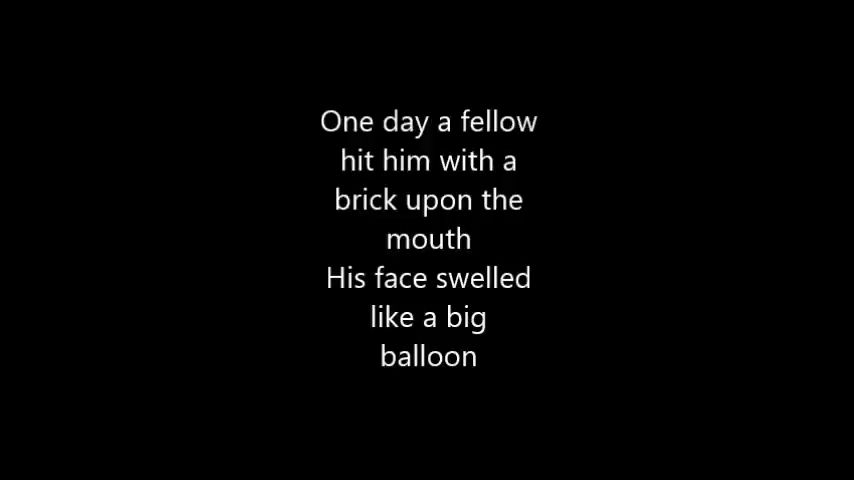 One day a fellow
hit him with a
brick upon the
mouth
His face swelled
like a big
balloon